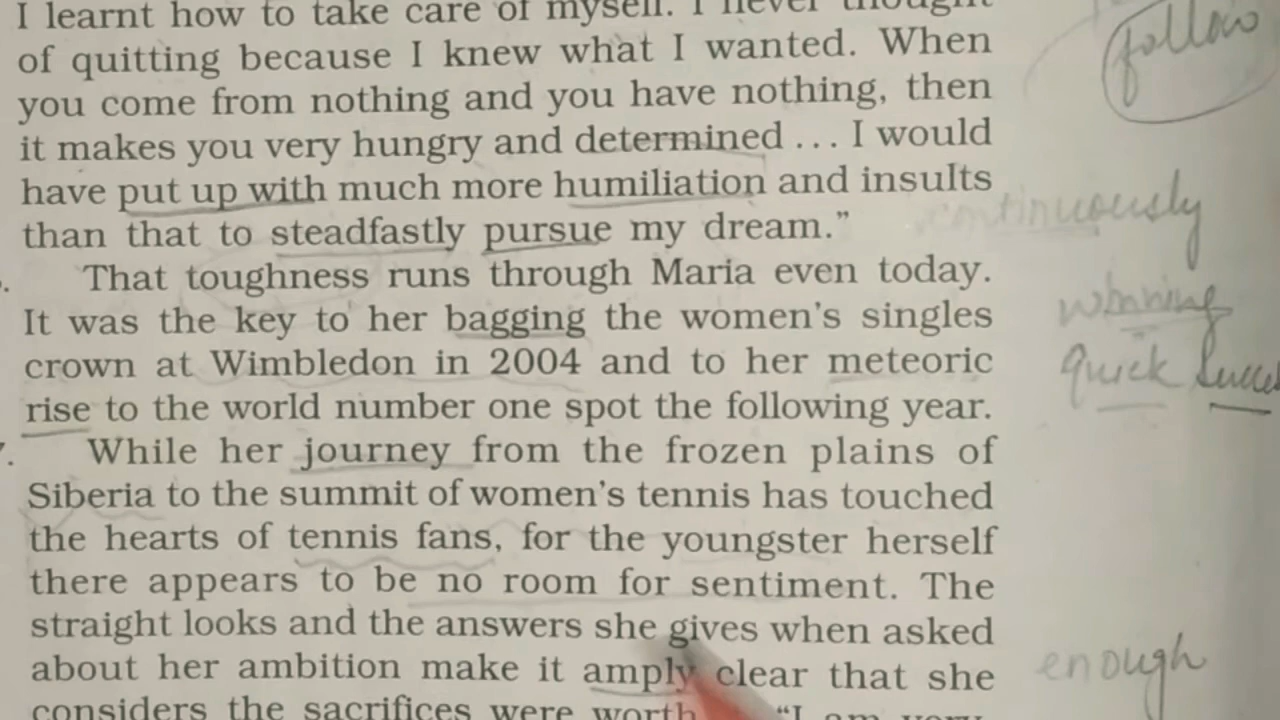 I learnt how to take care of myself. I never thought
of quitting because I knew what I wanted. When
you come from nothing and you have nothing, then
it makes you very hungry and determined ... I would
have put up with much more humiliation and insults
than that to steadfastly pursue my dream."
That toughness runs through Maria even today.
It was the key to her bagging the women's singles
crown at Wimbledon in 2004 and to her meteoric
rise to the world number one spot the following year.
While her journey from the frozen plains of
Siberia to the summit of women's tennis has touched
the hearts of tennis fans, for the youngster herself
there appears to be no room for sentiment. The
straight looks and the answers she gives when asked
about her ambition make it amply clear that she
considers the sacrifices were worth "I am very
follow
continuously
winning
quick
enough